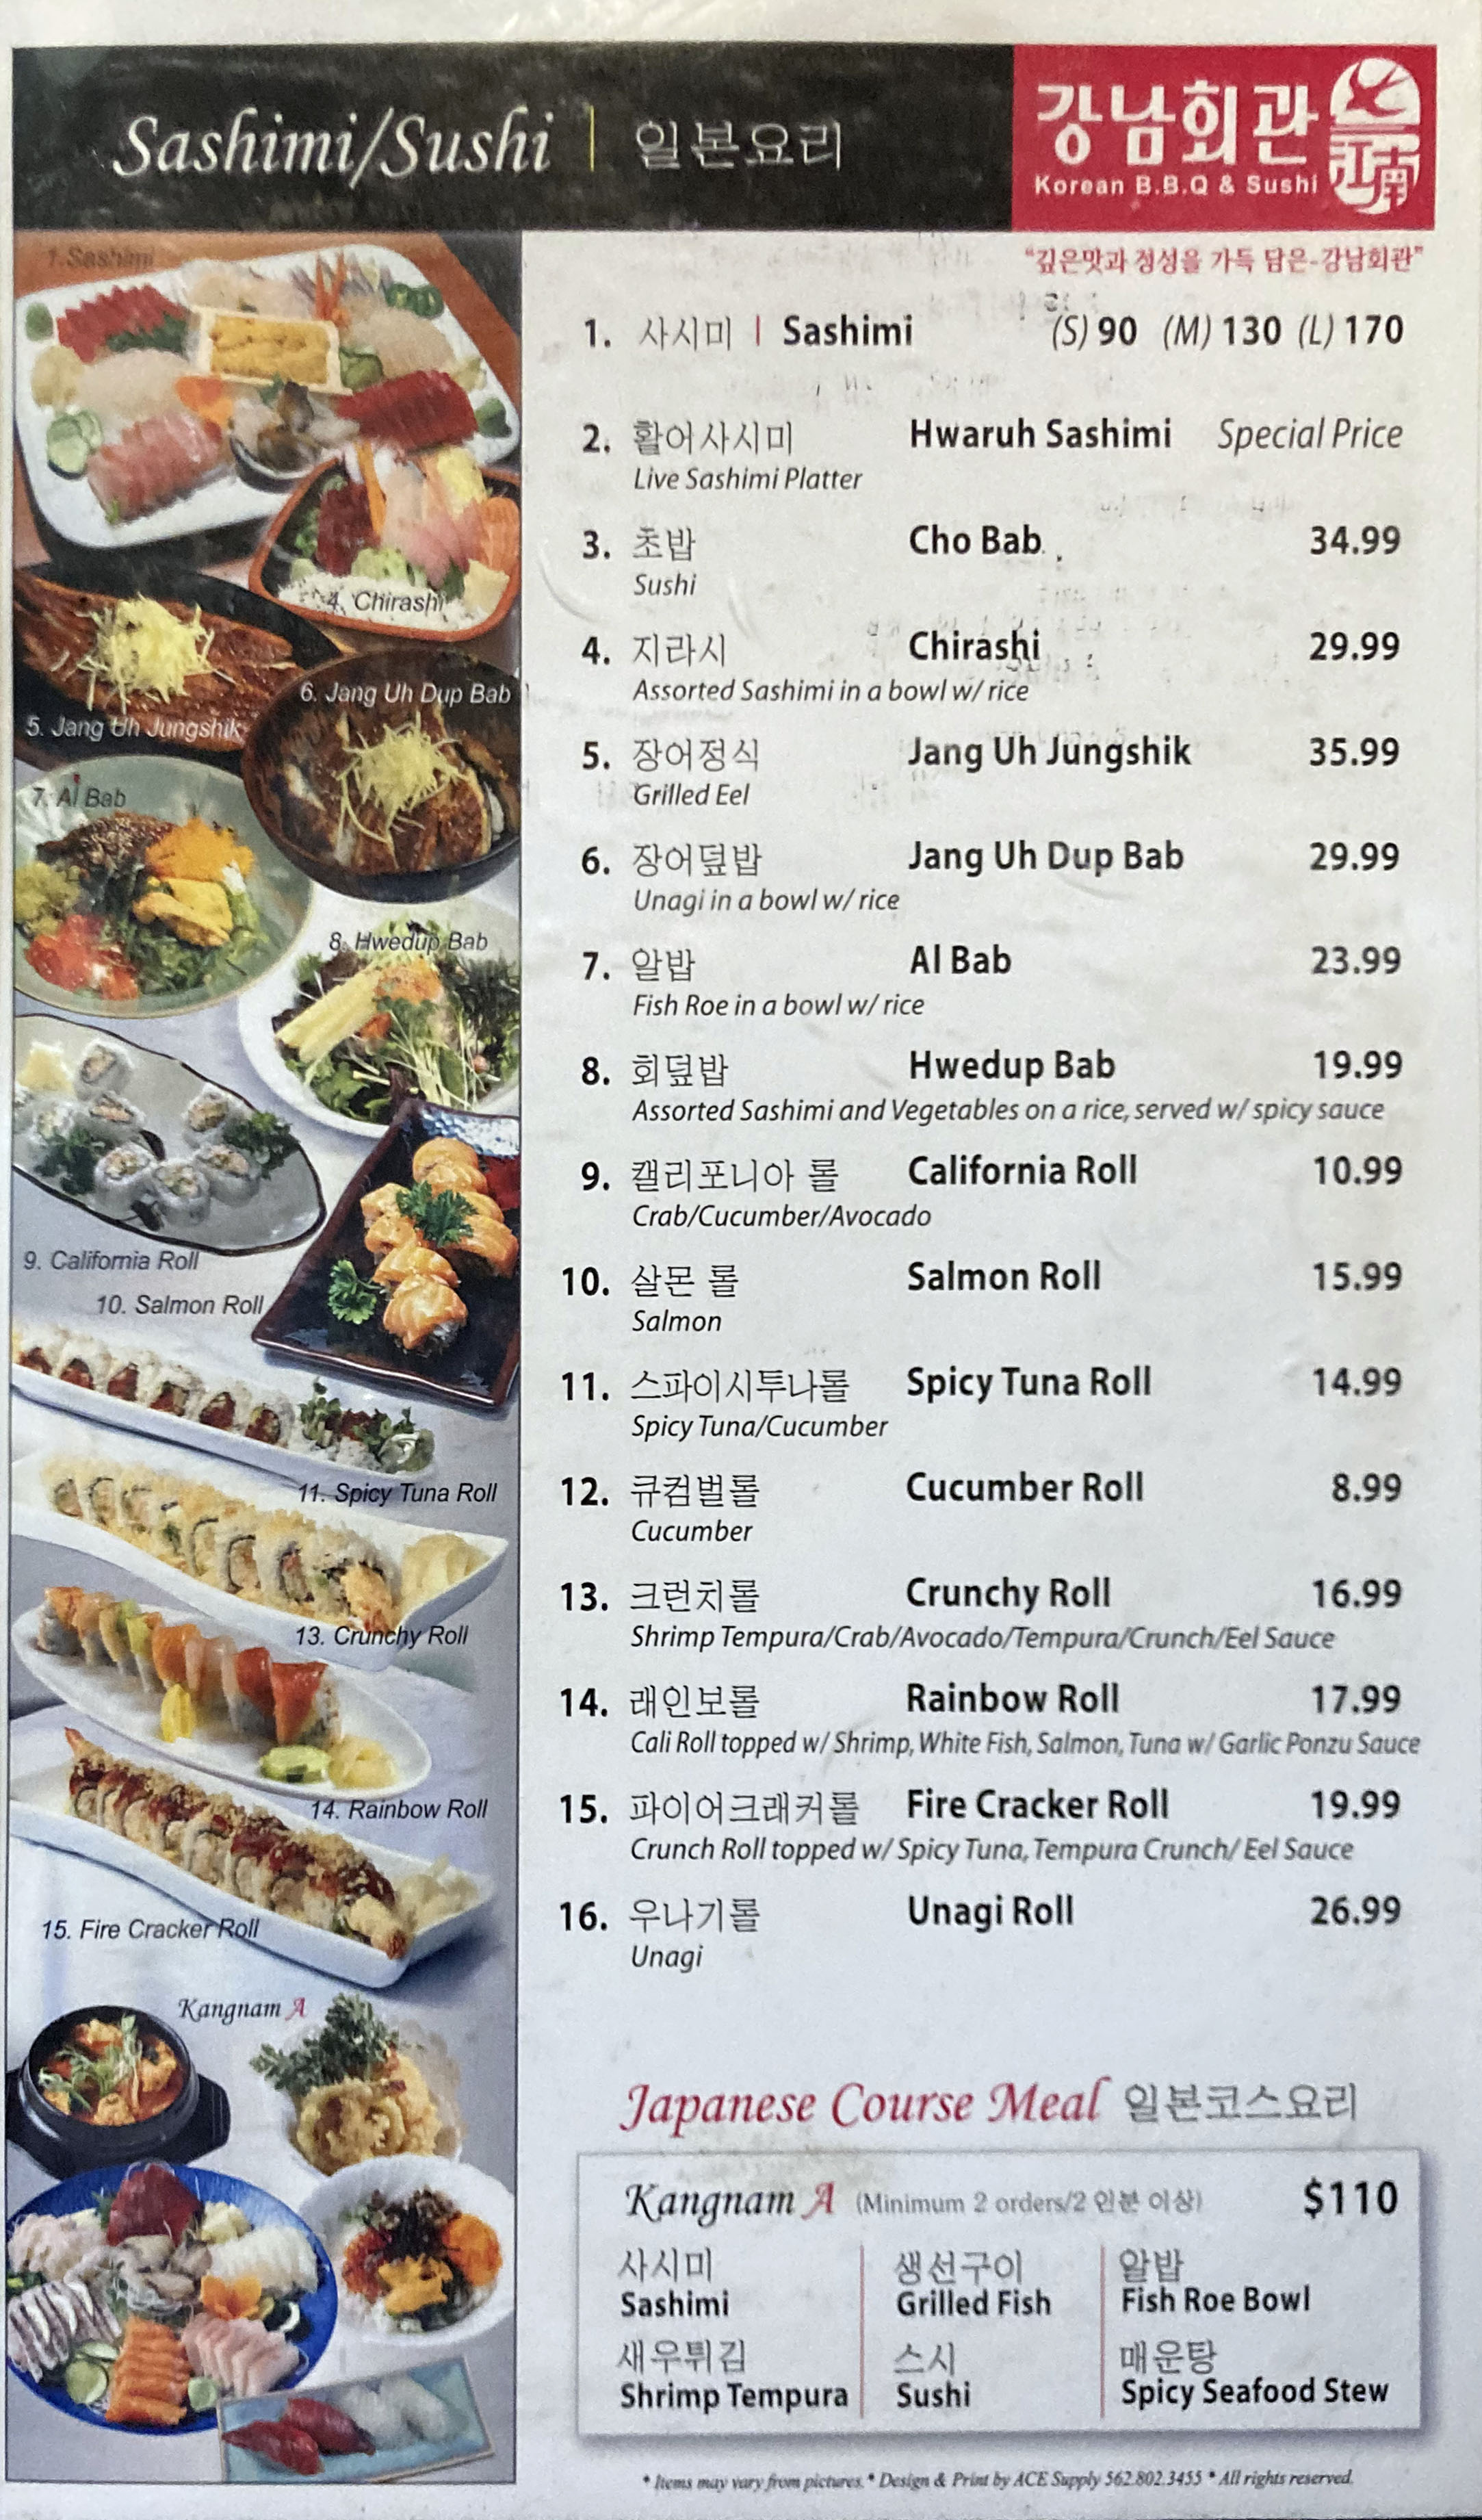 Sashimi/Sushi | 일본요리
강남회관
Korean B.B.Q & Sushi
江南
"깊은맛과 정성을 가득 담은-강남회관"
1. 사시미 | Sashimi (S) 90 (M) 130 (L) 170
2. 활어사시미 Hwaruh Sashimi Special Price
Live Sashimi Platter
3. 초밥 Cho Bab 34.99
Sushi
4. 지라시 Chirashi 29.99
Assorted Sashimi in a bowl w/ rice
5. 장어정식 Jang Uh Jungshik 35.99
Grilled Eel
6. 장어덮밥 Jang Uh Dup Bab 29.99
Unagi in a bowl w/ rice
7. 알밥 Al Bab 23.99
Fish Roe in a bowl w/ rice
8. 회덮밥 Hwedup Bab 19.99
Assorted Sashimi and Vegetables on a rice, served w/ spicy sauce
9. 캘리포니아 롤 California Roll 10.99
Crab/Cucumber/Avocado
10. 살몬 롤 Salmon Roll 15.99
Salmon
11. 스파이시투나롤 Spicy Tuna Roll 14.99
Spicy Tuna/Cucumber
12. 큐컴벌롤 Cucumber Roll 8.99
Cucumber
13. 크런치롤 Crunchy Roll 16.99
Shrimp Tempura/Crab/Avocado/Tempura/Crunch/Eel Sauce
14. 래인보롤 Rainbow Roll 17.99
Cali Roll topped w/ Shrimp, White Fish, Salmon, Tuna w/ Garlic Ponzu Sauce
15. 파이어크래커롤 Fire Cracker Roll 19.99
Crunch Roll topped w/ Spicy Tuna, Tempura Crunch/ Eel Sauce
16. 우나기롤 Unagi Roll 26.99
Unagi
Japanese Course Meal 일본코스요리
Kangnam A (Minimum 2 orders/2 인분 이상) $110
사시미 생선구이 알밥
Sashimi Grilled Fish Fish Roe Bowl
새우튀김 스시 매운탕
Shrimp Tempura Sushi Spicy Seafood Stew
* Items may vary from pictures. * Design & Print by ACE Supply 562.802.3455 * All rights reserved.
1.Sashimi
4. Chirashi
6. Jang Uh Dup Bab
5. Jang Uh Jungshik
7. Al Bab
8. Hwedup Bab
9. California Roll
10. Salmon Roll
11. Spicy Tuna Roll
13. Crunchy Roll
14. Rainbow Roll
15. Fire Cracker Roll
Kangnam A